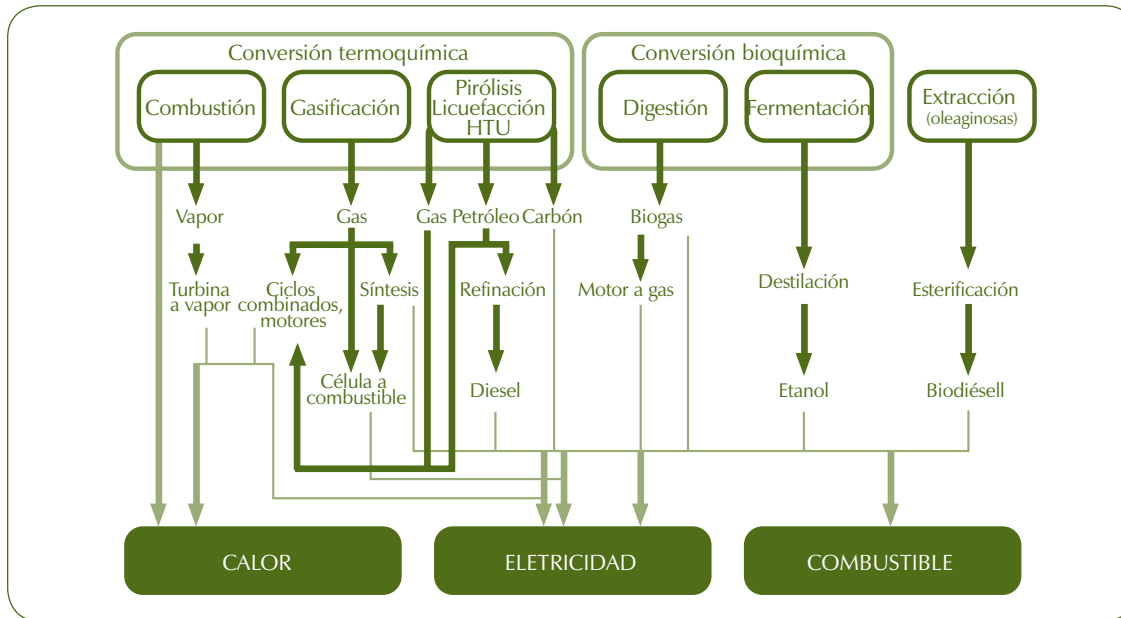 Conversión termoquímica
Conversión bioquímica
Combustión
Gasificación
Pirólisis
Licuefacción
HTU
Digestión
Fermentación
Extracción
(oleaginosas)
Vapor
Gas
Gas
Petróleo
Carbón
Biogas
Turbina
a vapor
Ciclos
combinados,
motores
Síntesis
Refinación
Motor a gas
Destilación
Esterificación
Célula a
combustible
Diesel
Etanol
Biodiésell
CALOR
ELETRICIDAD
COMBUSTIBLE